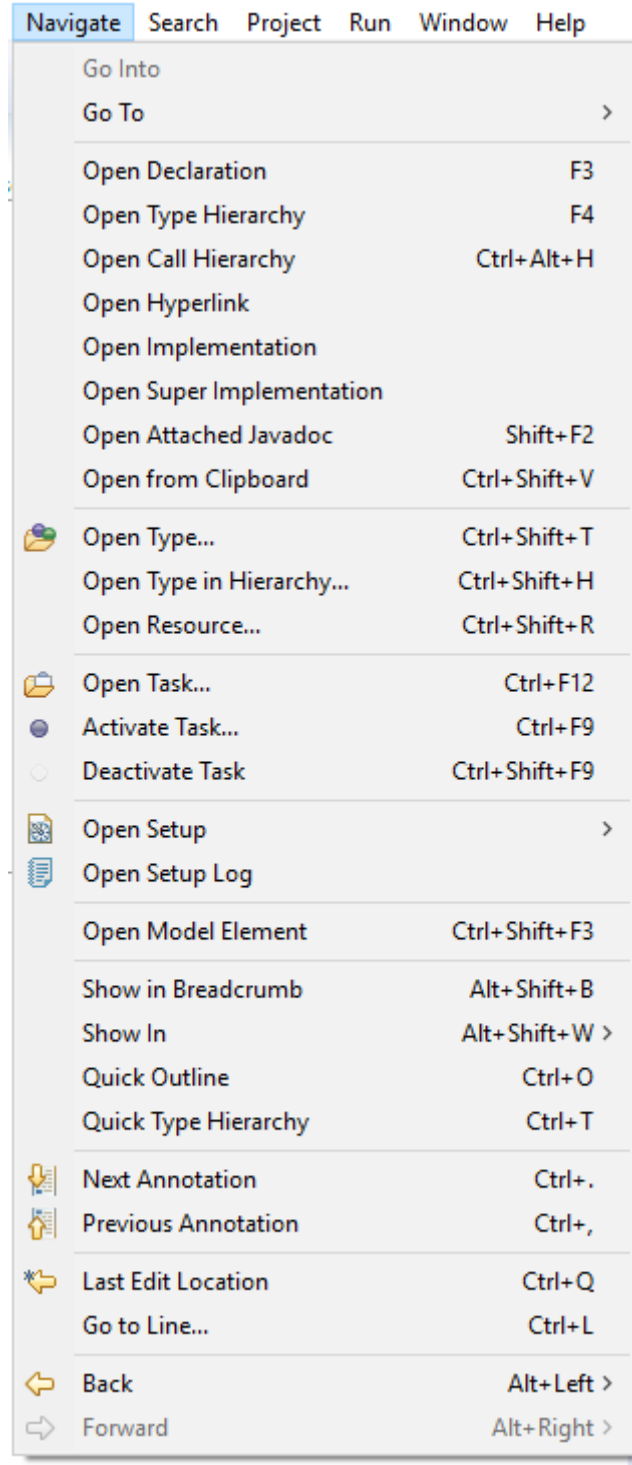 Navigate Search Project Run Window Help
Go Into
Go To >
Open Declaration F3
Open Type Hierarchy F4
Open Call Hierarchy Ctrl+Alt+H
Open Hyperlink
Open Implementation
Open Super Implementation
Open Attached Javadoc Shift+F2
Open from Clipboard Ctrl+Shift+V
Open Type... Ctrl+Shift+T
Open Type in Hierarchy... Ctrl+Shift+H
Open Resource... Ctrl+Shift+R
Open Task... Ctrl+F12
Activate Task... Ctrl+F9
Deactivate Task Ctrl+Shift+F9
Open Setup >
Open Setup Log
Open Model Element Ctrl+Shift+F3
Show in Breadcrumb Alt+Shift+B
Show In Alt+Shift+W >
Quick Outline Ctrl+O
Quick Type Hierarchy Ctrl+T
Next Annotation Ctrl+.
Previous Annotation Ctrl+,
Last Edit Location Ctrl+Q
Go to Line... Ctrl+L
Back Alt+Left >
Forward Alt+Right >